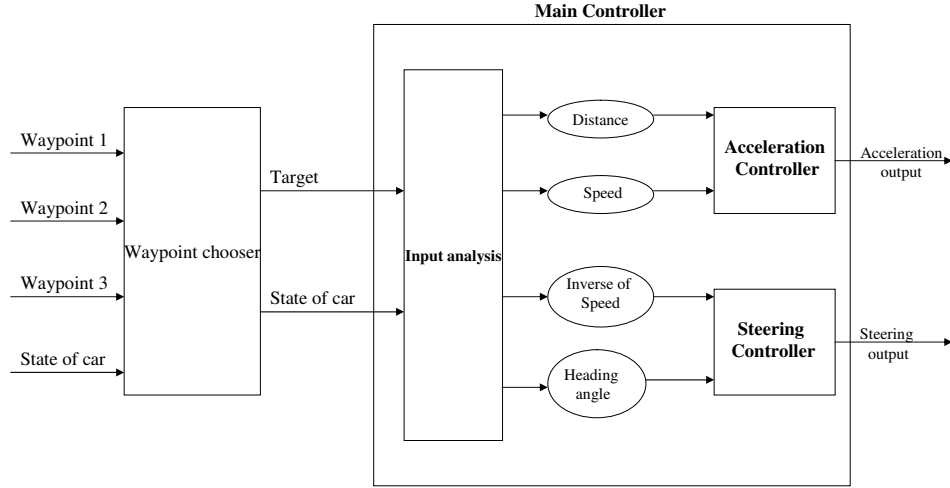 Main Controller
Waypoint 1
Waypoint 2
Waypoint 3
State of car
Waypoint chooser
Target
State of car
Input analysis
Distance
Speed
Inverse of
Speed
Heading
angle
Acceleration
Controller
Steering
Controller
Acceleration
output
Steering
output